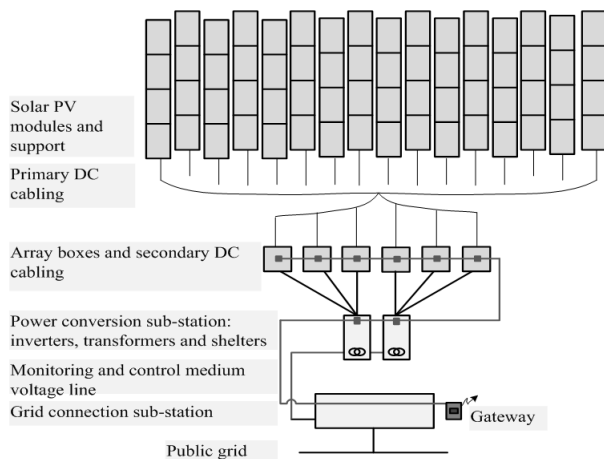 Solar PV
modules and
support
Primary DC
cabling
Array boxes and secondary DC
cabling
Power conversion sub-station:
inverters, transformers and shelters
Monitoring and control medium
voltage line
Grid connection sub-station
Gateway
Public grid